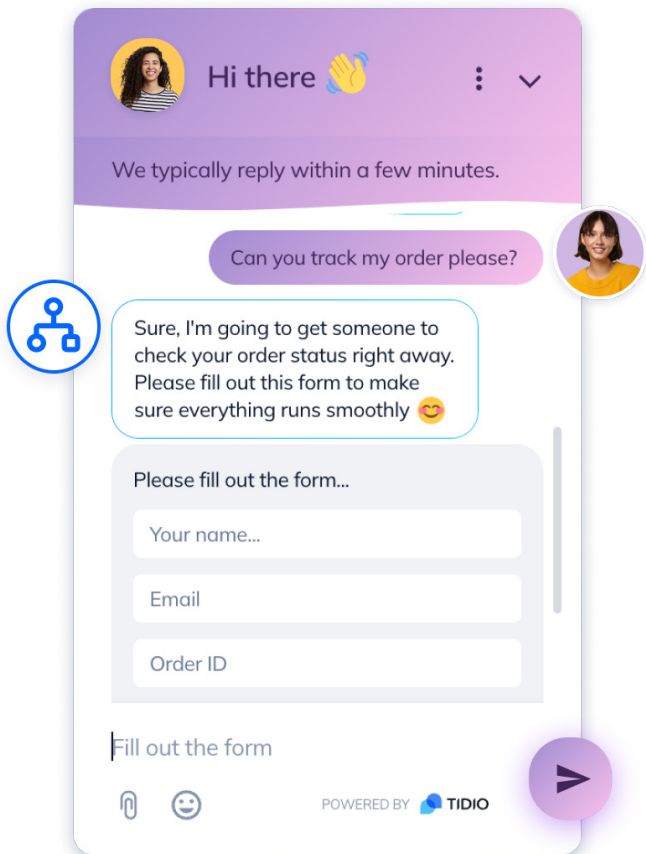 Hi there 👋
We typically reply within a few minutes.
Can you track my order please?
Sure, I'm going to get someone to
check your order status right away.
Please fill out this form to make
sure everything runs smoothly 😊
Please fill out the form...
Your name...
Email
Order ID
Fill out the form
POWERED BY TIDIO